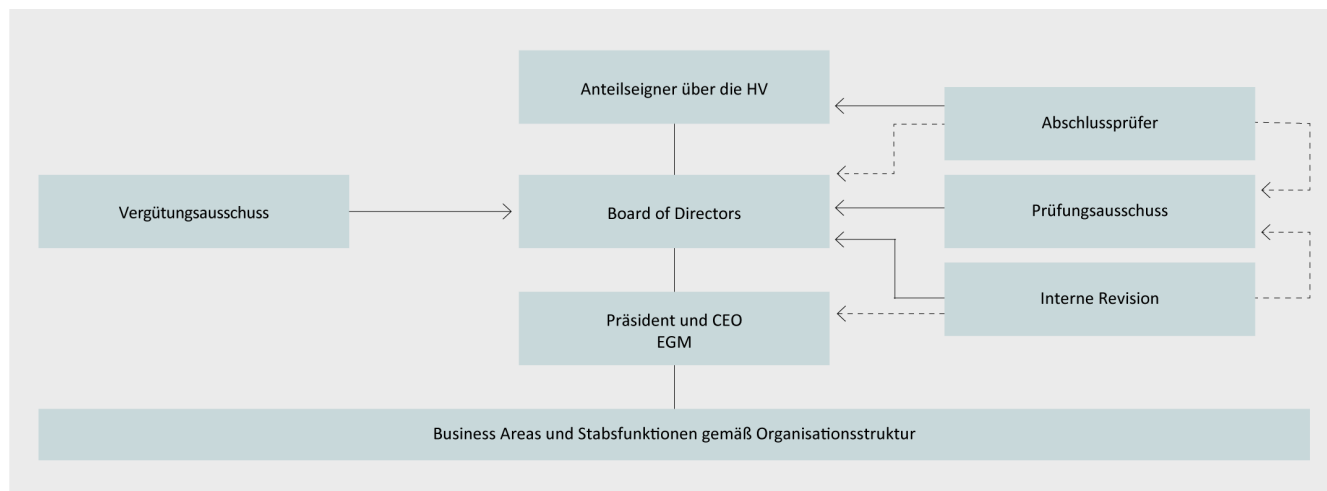 Anteilseigner über die HV
Abschlussprüfer
Vergütungsausschuss
Board of Directors
Prüfungsausschuss
Interne Revision
Präsident und CEO
EGM
Business Areas und Stabsfunktionen gemäß Organisationsstruktur